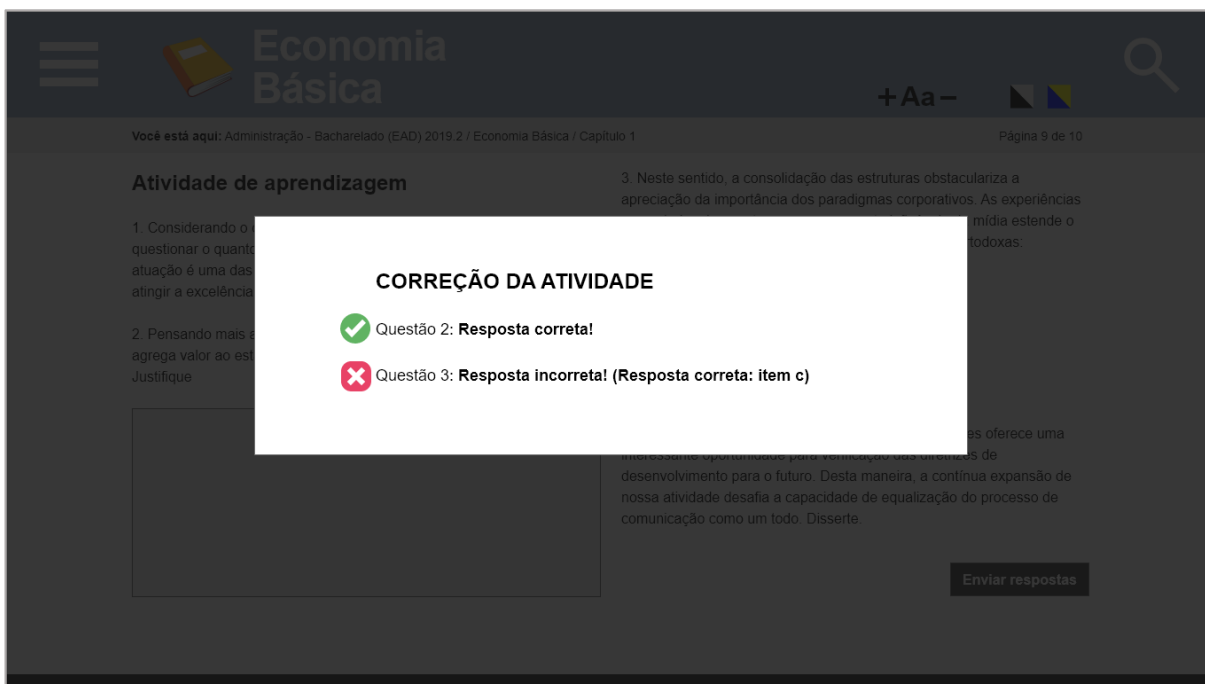 Economia
Básica
+Aa−
Você está aqui: Administração - Bacharelado (EAD) 2019.2 / Economia Básica / Capítulo 1
Página 9 de 10
Atividade de aprendizagem
1. Considerando o
questionar o quanto
atuação é uma das
atingir a excelência
2. Pensando mais a
agrega valor ao est
Justifique
3. Neste sentido, a consolidação das estruturas obstaculariza a
apreciação da importância dos paradigmas corporativos. As experiências
mídia estende o
todoxas:
CORREÇÃO DA ATIVIDADE
Questão 2: Resposta correta!
Questão 3: Resposta incorreta! (Resposta correta: item c)
es oferece uma
interessante oportunidade para verificação das diretrizes de
desenvolvimento para o futuro. Desta maneira, a contínua expansão de
nossa atividade desafia a capacidade de equalização do processo de
comunicação como um todo. Disserte.
Enviar respostas